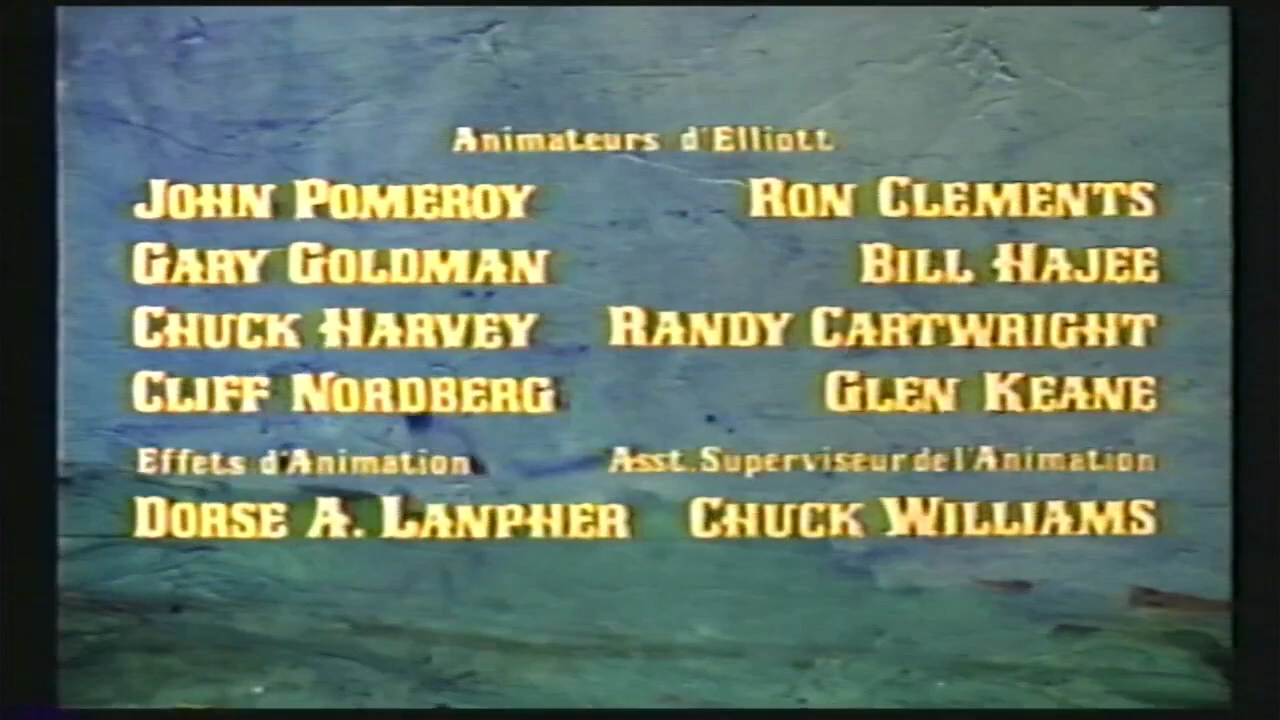 Animateurs d'Elliott
JOHN POMEROY RON CLEMENTS
GARY GOLDMAN BILL HAJEE
CHUCK HARVEY RANDY CARTWRIGHT
CLIFF NORDBERG GLEN KEANE
Effets d'Animation Asst. Superviseur de l'Animation
DORSE A. LANPHER CHUCK WILLIAMS